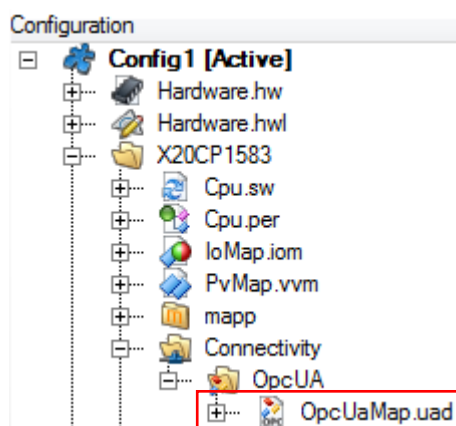 Configuration
Config1 [Active]
Hardware.hw
Hardware.hwl
X20CP1583
Cpu.sw
Cpu.per
IoMap.iom
PvMap.vvm
mapp
Connectivity
OpcUA
OpcUaMap.uad